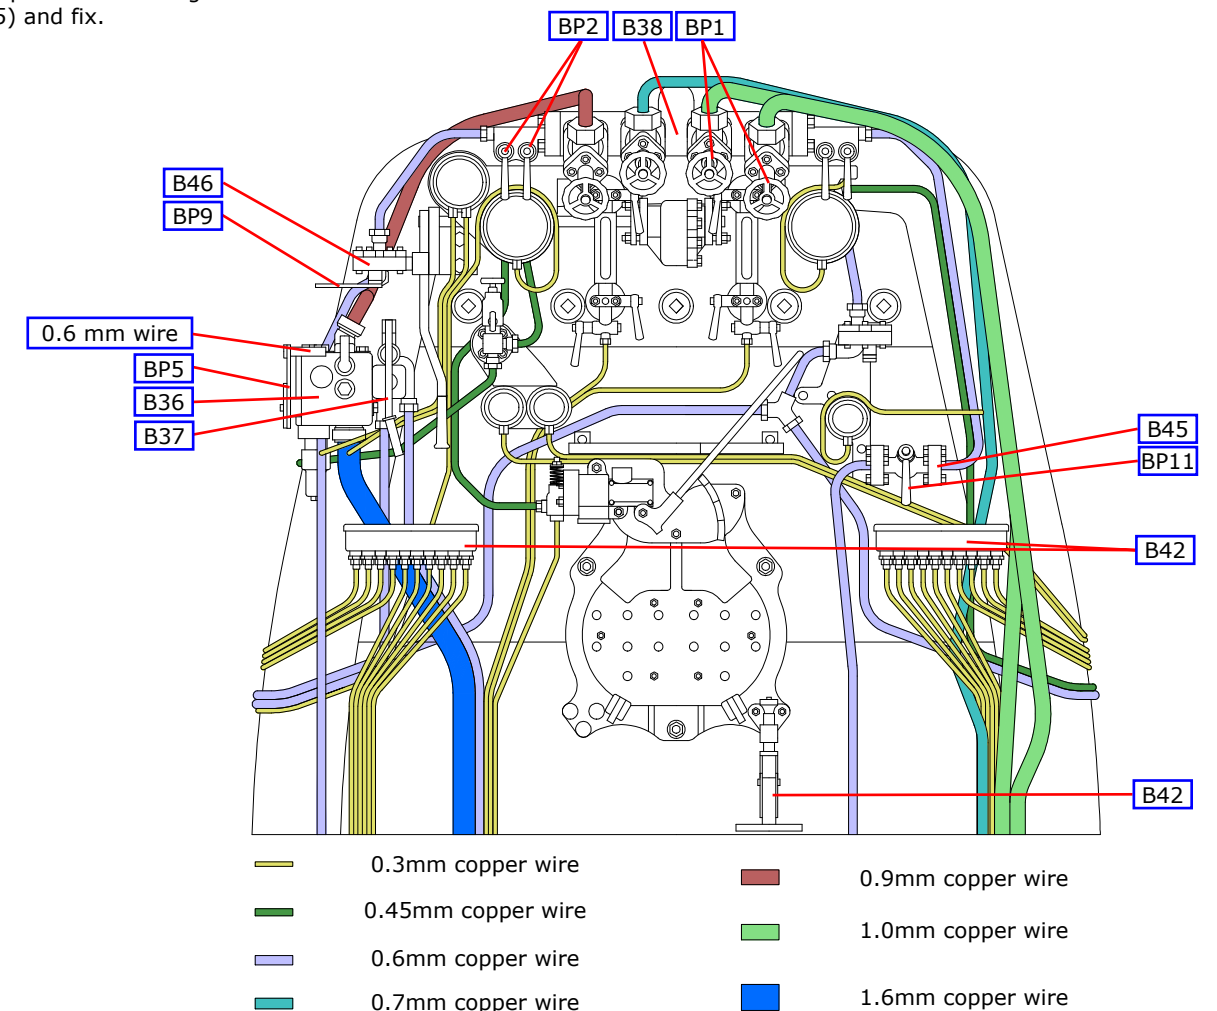 5) and fix.
BP2
B38
BP1
B46
BP9
0.6 mm wire
BP5
B36
B37
B45
BP11
B42
B42
0.3mm copper wire
0.45mm copper wire
0.6mm copper wire
0.7mm copper wire
0.9mm copper wire
1.0mm copper wire
1.6mm copper wire